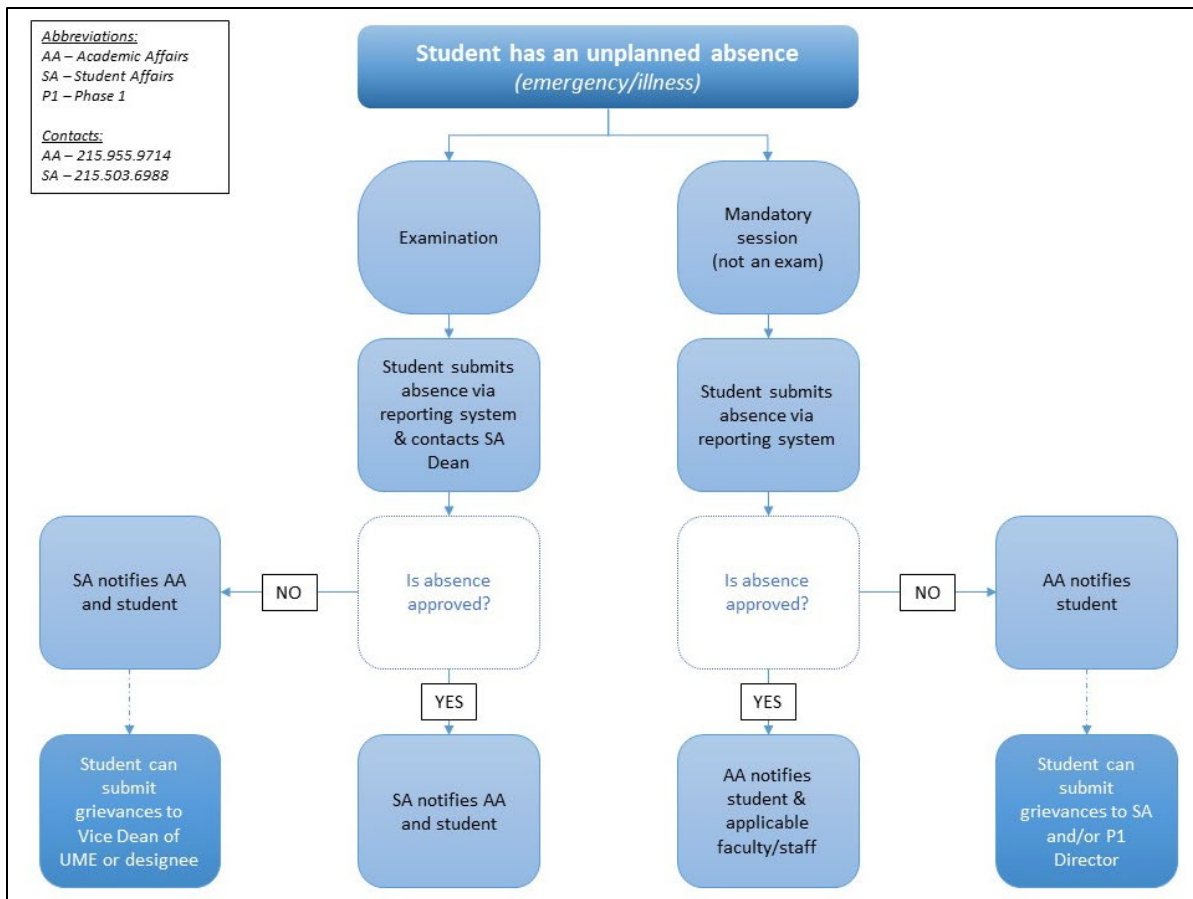 Abbreviations:
AA – Academic Affairs
SA – Student Affairs
P1 – Phase 1
Contacts:
AA – 215.955.9714
SA – 215.503.6988
Student has an unplanned absence
(emergency/illness)
Examination
Mandatory
session
(not an exam)
Student submits
absence via
reporting system
& contacts SA
Dean
Student submits
absence via
reporting system
SA notifies AA
and student
NO
Is absence
approved?
Is absence
approved?
NO
AA notifies
student
YES
YES
Student can
submit
grievances to
Vice Dean of
UME or designee
SA notifies AA
and student
AA notifies
student &
applicable
faculty/staff
Student can
submit
grievances to SA
and/or P1
Director